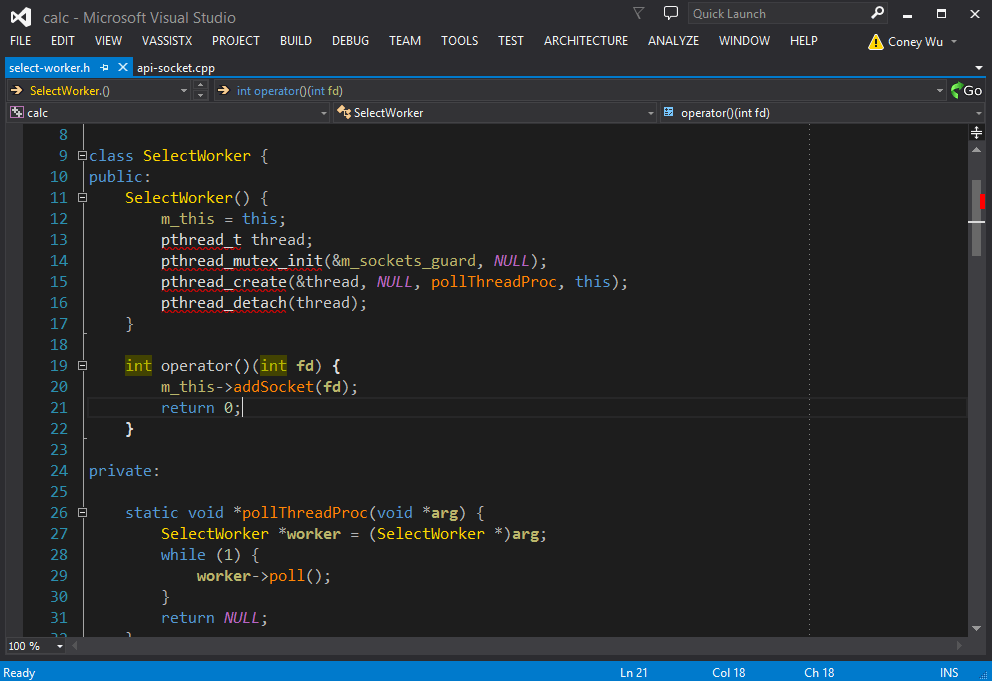 calc - Microsoft Visual Studio
Quick Launch
FILE EDIT VIEW VASSISTX PROJECT BUILD DEBUG TEAM TOOLS TEST ARCHITECTURE ANALYZE WINDOW HELP Coney Wu
select-worker.h api-socket.cpp
SelectWorker.() int operator()(int fd) Go
calc SelectWorker operator()(int fd)
8
9 class SelectWorker {
10 public:
11     SelectWorker() {
12         m_this = this;
13         pthread_t thread;
14         pthread_mutex_init(&m_sockets_guard, NULL);
15         pthread_create(&thread, NULL, pollThreadProc, this);
16         pthread_detach(thread);
17     }
18
19     int operator()(int fd) {
20         m_this->addSocket(fd);
21         return 0;
22     }
23
24 private:
25
26     static void *pollThreadProc(void *arg) {
27         SelectWorker *worker = (SelectWorker *)arg;
28         while (1) {
29             worker->poll();
30         }
31         return NULL;
32     }
100 %
Ready Ln 21 Col 18 Ch 18 INS